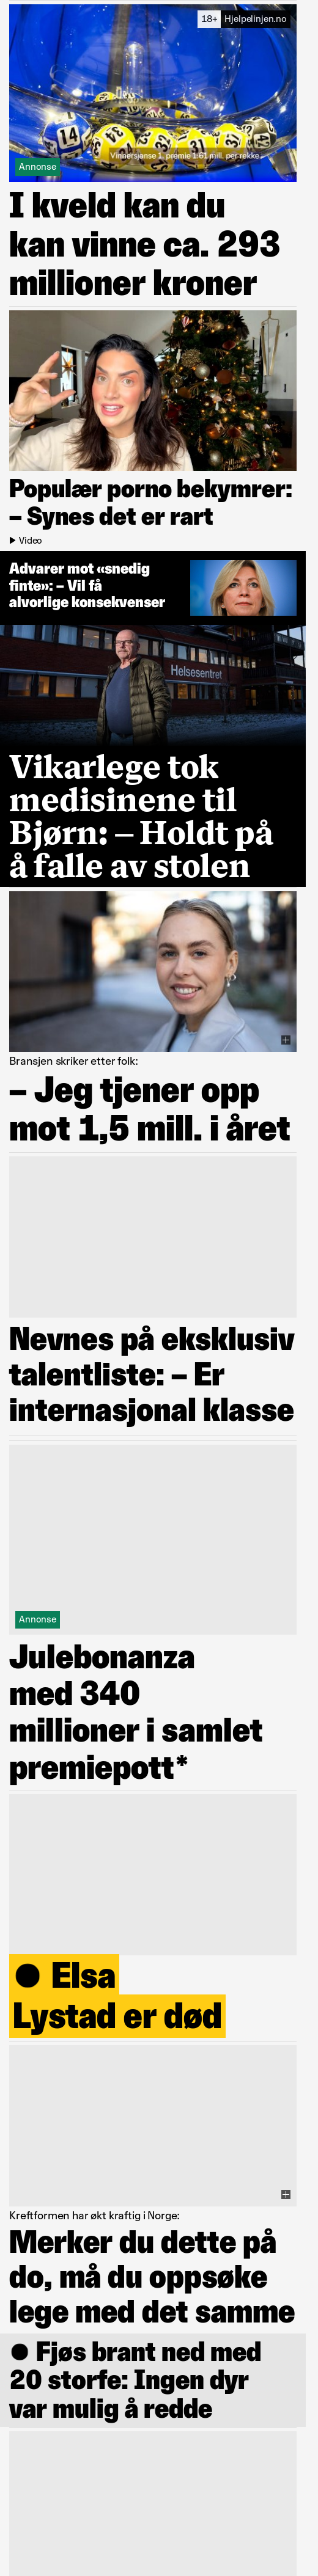 18+ Hjelpelinjen.no
14
Vinnersjanse 1. premie 1:61 mill. per rekke
Annonse
I kveld kan du
kan vinne ca. 293
millioner kroner
Populær porno bekymrer:
– Synes det er rart
Video
Advarer mot «snedig
finte»: – Vil få
alvorlige konsekvenser
Helsesentret
Vikarlege tok
medisinene til
Bjørn: – Holdt på
å falle av stolen
Bransjen skriker etter folk:
– Jeg tjener opp
mot 1,5 mill. i året
Nevnes på eksklusiv
talentliste: – Er
internasjonal klasse
Annonse
Julebonanza
med 340
millioner i samlet
premiepott*
● Elsa
Lystad er død
Kreftformen har økt kraftig i Norge:
Merker du dette på
do, må du oppsøke
lege med det samme
● Fjøs brant ned med
20 storfe: Ingen dyr
var mulig å redde